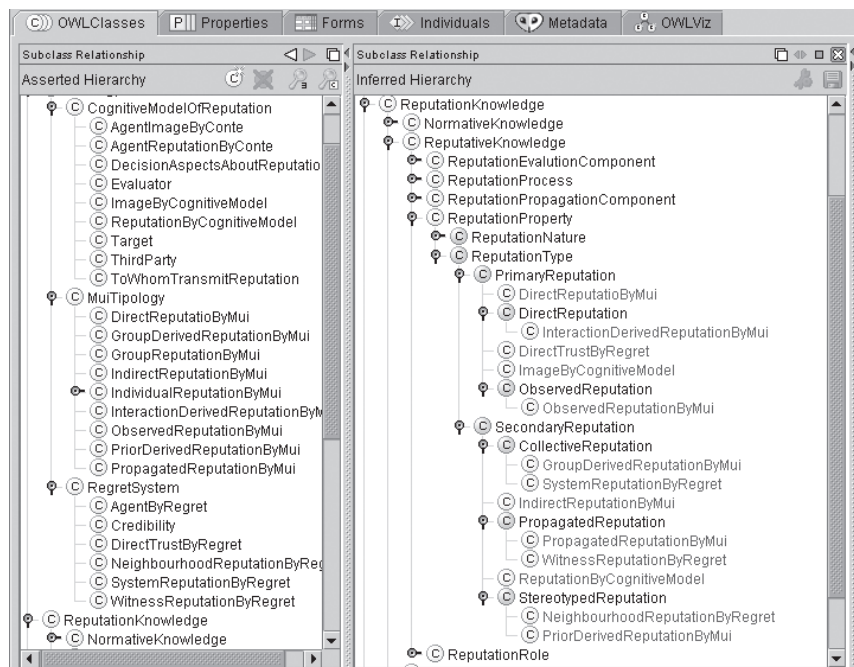 OWLClasses
Properties
Forms
Individuals
Metadata
OWLViz
Subclass Relationship
Asserted Hierarchy
CognitiveModelOfReputation
AgentImageByConte
AgentReputationByConte
DecisionAspectsAboutReputatio
Evaluator
ImageByCognitiveModel
ReputationByCognitiveModel
Target
ThirdParty
ToWhomTransmitReputation
MuiTipology
DirectReputatioByMui
GroupDerivedReputationByMui
GroupReputationByMui
IndirectReputationByMui
IndividualReputationByMui
InteractionDerivedReputationByM
ObservedReputationByMui
PriorDerivedReputationByMui
PropagatedReputationByMui
RegretSystem
AgentByRegret
Credibility
DirectTrustByRegret
NeighbourhoodReputationByReg
SystemReputationByRegret
WitnessReputationByRegret
ReputationKnowledge
NormativeKnowledge
Subclass Relationship
Inferred Hierarchy
ReputationKnowledge
NormativeKnowledge
ReputativeKnowledge
ReputationEvalutionComponent
ReputationProcess
ReputationPropagationComponent
ReputationProperty
ReputationNature
ReputationType
PrimaryReputation
DirectReputatioByMui
DirectReputation
InteractionDerivedReputationByMui
DirectTrustByRegret
ImageByCognitiveModel
ObservedReputation
ObservedReputationByMui
SecondaryReputation
CollectiveReputation
GroupDerivedReputationByMui
SystemReputationByRegret
IndirectReputationByMui
PropagatedReputation
PropagatedReputationByMui
WitnessReputationByRegret
ReputationByCognitiveModel
StereotypedReputation
NeighbourhoodReputationByRegret
PriorDerivedReputationByMui
ReputationRole